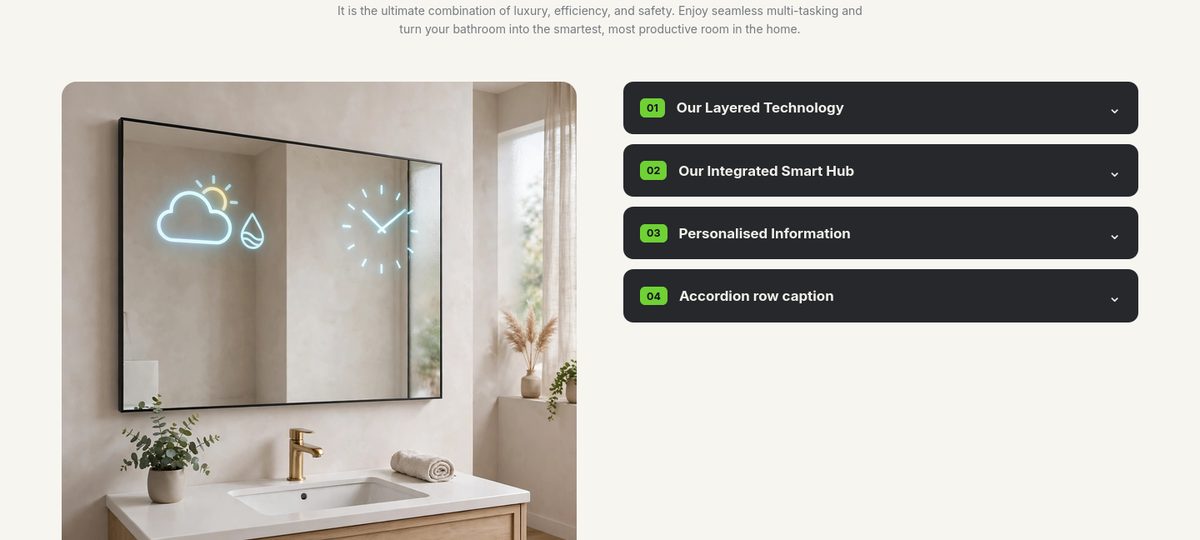 It is the ultimate combination of luxury, efficiency, and safety. Enjoy seamless multi-tasking and
turn your bathroom into the smartest, most productive room in the home.
01 Our Layered Technology
02 Our Integrated Smart Hub
03 Personalised Information
04 Accordion row caption